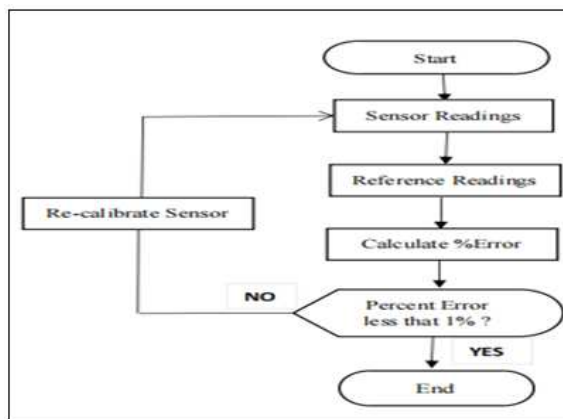 Start
Sensor Readings
Reference Readings
Re-calibrate Sensor
Calculate %Error
NO
Percent Error
less that 1% ?
YES
End